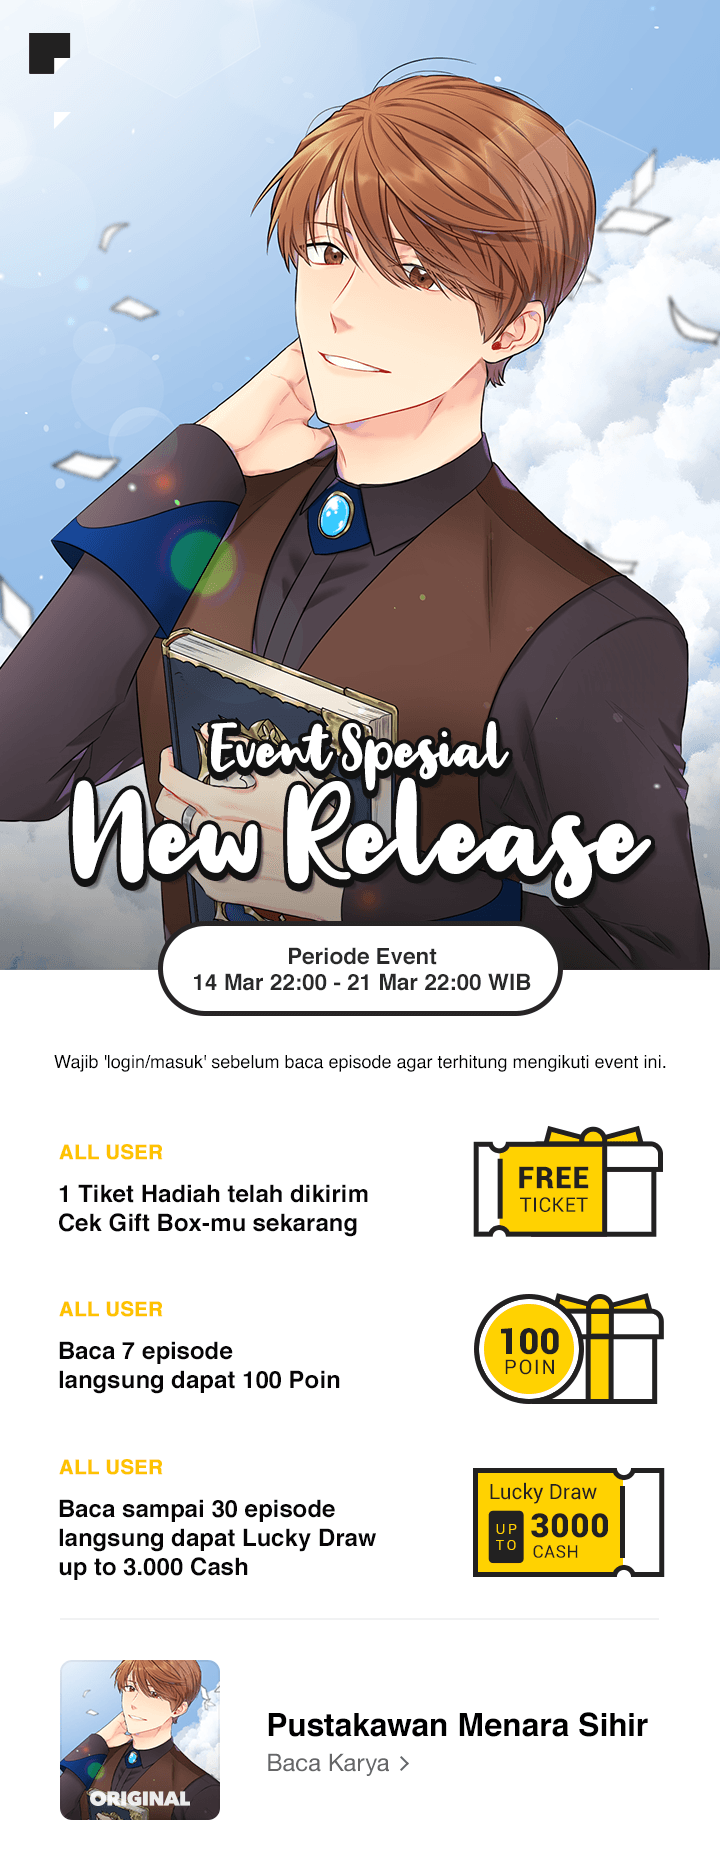 Event Spesial
New Release
Periode Event
14 Mar 22:00 - 21 Mar 22:00 WIB
Wajib 'login/masuk' sebelum baca episode agar terhitung mengikuti event ini.
ALL USER
1 Tiket Hadiah telah dikirim
Cek Gift Box-mu sekarang
FREE
TICKET
ALL USER
Baca 7 episode
langsung dapat 100 Poin
100
POIN
ALL USER
Baca sampai 30 episode
langsung dapat Lucky Draw
up to 3.000 Cash
Lucky Draw
UP TO 3000
CASH
ORIGINAL
Pustakawan Menara Sihir
Baca Karya >